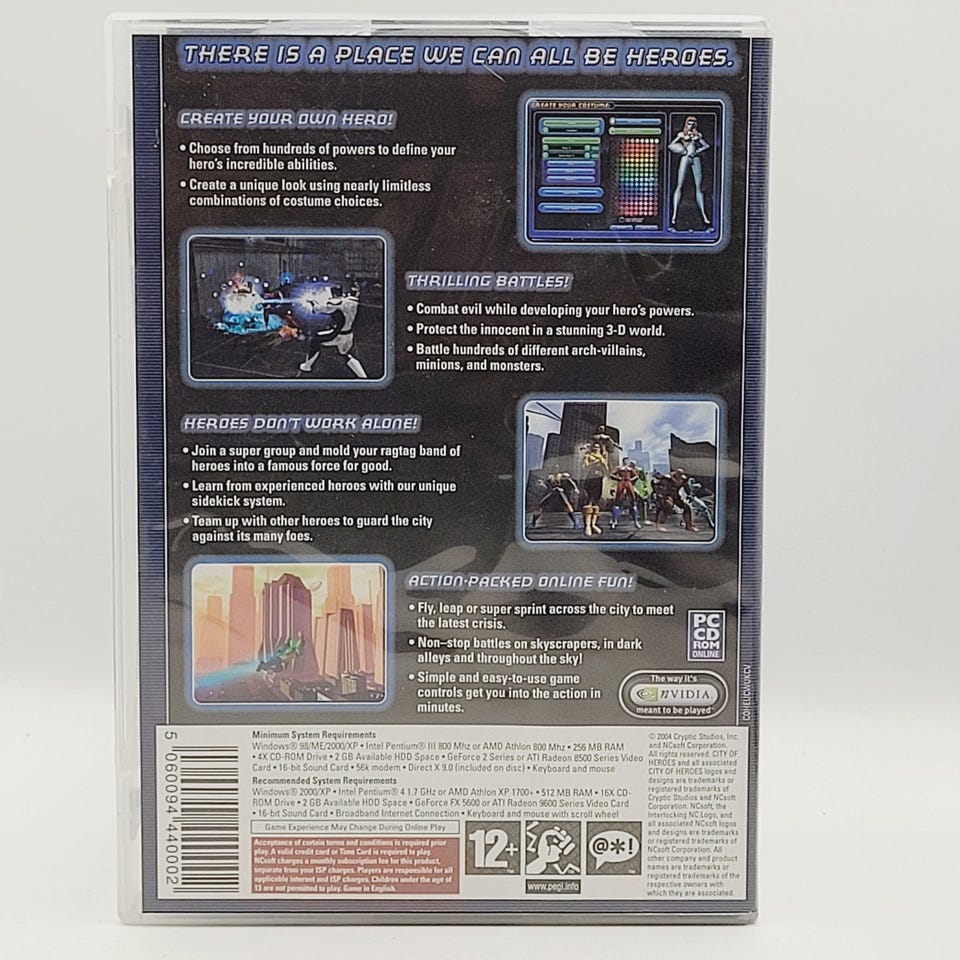 THERE IS A PLACE WE CAN ALL BE HEROES.
CREATE YOUR OWN HERO!
• Choose from hundreds of powers to define your
hero's incredible abilities.
• Create a unique look using nearly limitless
combinations of costume choices.
CREATE YOUR COSTUME
THRILLING BATTLES!
• Combat evil while developing your hero's powers.
• Protect the innocent in a stunning 3-D world.
• Battle hundreds of different arch-villains,
minions, and monsters.
HEROES DON'T WORK ALONE!
• Join a super group and mold your ragtag band of
heroes into a famous force for good.
• Learn from experienced heroes with our unique
sidekick system.
• Team up with other heroes to guard the city
against its many foes.
ACTION-PACKED ONLINE FUN!
• Fly, leap or super sprint across the city to meet
the latest crisis.
• Non–stop battles on skyscrapers, in dark
alleys and throughout the sky!
• Simple and easy-to-use game
controls get you into the action in
minutes.
PC
CD
ROM
ONLINE
The way it's
NVIDIA.
meant to be played
5 060094 440002
Minimum System Requirements
Windows® 98/ME/2000/XP • Intel Pentium® III 800 Mhz or AMD Athlon 800 Mhz • 256 MB RAM
• 4X CD-ROM Drive • 2 GB Available HDD Space • GeForce 2 Series or ATI Radeon 8500 Series Video
Card • 16-bit Sound Card • 56k modem • Direct X 9.0 (included on disc) • Keyboard and mouse
Recommended System Requirements
Windows® 2000/XP • Intel Pentium® 4 1.7 GHz or AMD Athlon XP 1700+ • 512 MB RAM • 16X CD-
ROM Drive • 2 GB Available HDD Space • GeForce FX 5600 or ATI Radeon 9600 Series Video Card
• 16-bit Sound Card • Broadband Internet Connection • Keyboard and mouse with scroll wheel
Game Experience May Change During Online Play
Acceptance of certain terms and conditions is required prior
play. A valid credit card or Time Card is required to play.
NCsoft charges a monthly subscription fee for this product,
separate from your ISP charges. Players are responsible for all
applicable internet and ISP charges. Children under the age of
13 are not permitted to play. Game in English.
12+
www.pegi.info
@*!
© 2004 Cryptic Studios, Inc.
and NCsoft Corporation.
All rights reserved. CITY OF
HEROES and all associated
CITY OF HEROES logos and
designs are trademarks or
registered trademarks of
Cryptic Studios and NCsoft
Corporation. NCsoft, the
Interlocking NC Logo, and
all associated NCsoft logos
and designs are trademarks
or registered trademarks of
NCsoft Corporation. All
other company and product
names are trademarks or
registered trademarks of the
respective owners with
which they are associated.